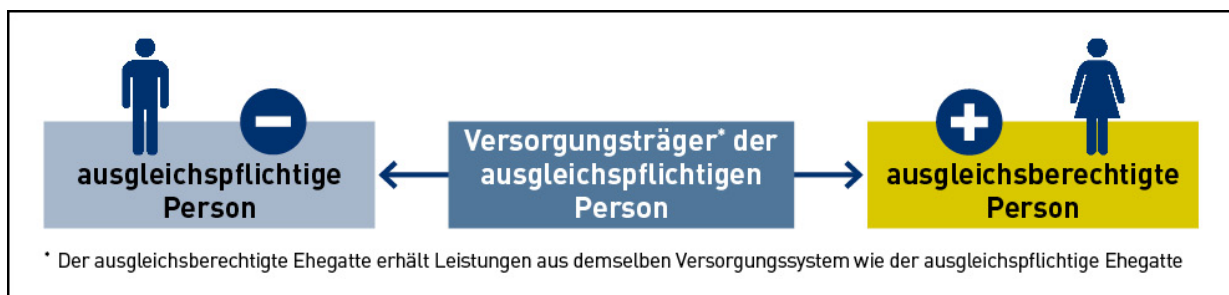 ausgleichspflichtige
Person
Versorgungsträger* der
ausgleichspflichtigen
Person
ausgleichsberechtigte
Person
* Der ausgleichsberechtigte Ehegatte erhält Leistungen aus demselben Versorgungssystem wie der ausgleichspflichtige Ehegatte